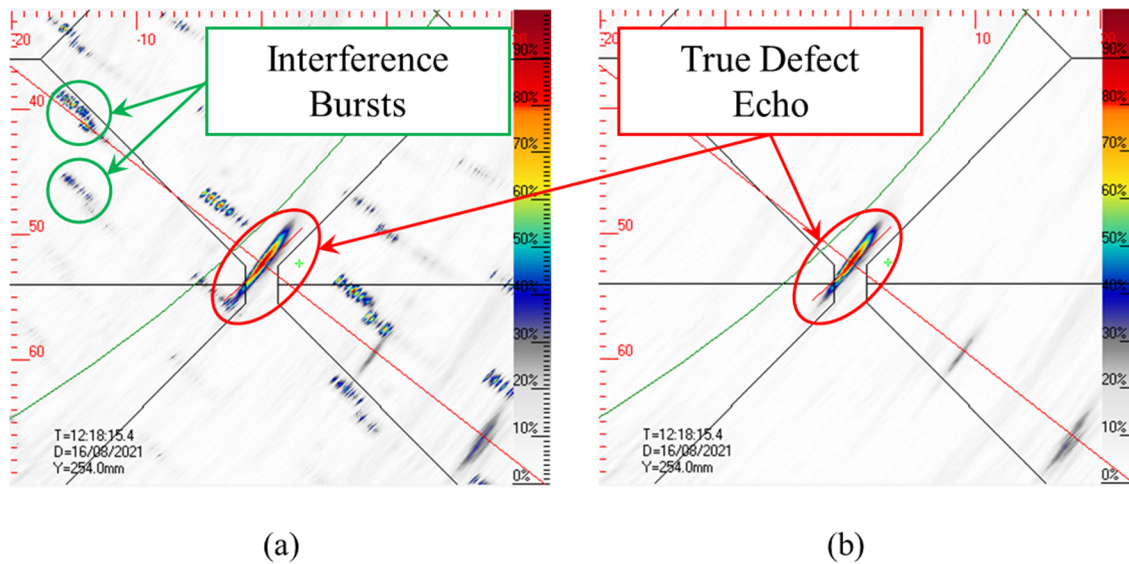 -20
-10
90%
80%
70%
60%
50%
40%
30%
20%
10%
0%
40
50
60
Interference
Bursts
T=12:18:15.4
D=16/08/2021
Y=254.0mm
(a)
10
90%
80%
70%
60%
50%
40%
30%
20%
10%
0%
50
60
True Defect
Echo
T=12:18:15.4
D=16/08/2021
Y=254.0mm
(b)